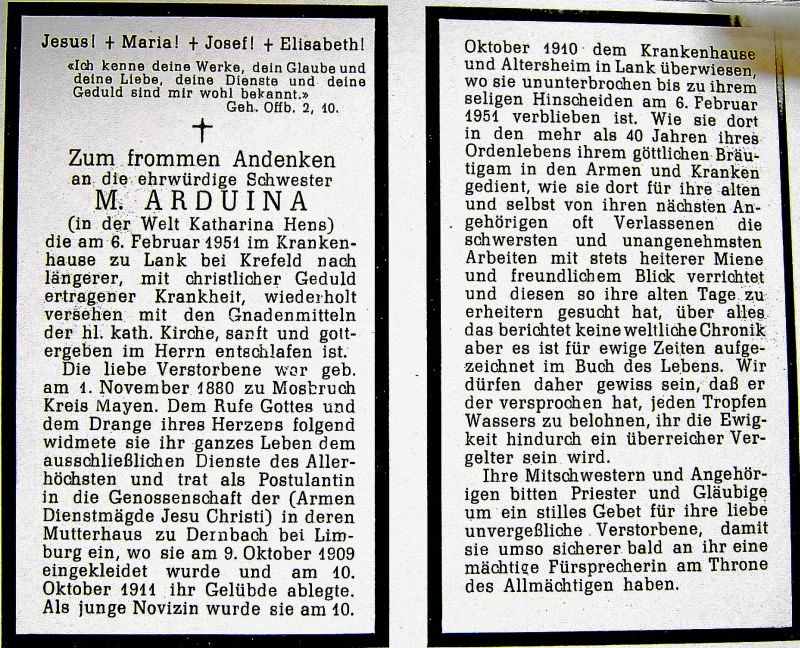 Jesus! + Maria! + Josef! + Elisabeth!
«Ich kenne deine Werke, dein Glaube und
deine Liebe, deine Dienste und deine
Geduld sind mir wohl bekannt.»
Geh. Offb. 2, 10.
Zum frommen Andenken
an die ehrwürdige Schwester
M. ARDUINA
(in der Welt Katharina Hens)
die am 6. Februar 1951 im Kranken-
hause zu Lank bei Krefeld nach
längerer, mit christlicher Geduld
ertragener Krankheit, wiederholt
versehen mit den Gnadenmitteln
der hl. kath. Kirche, sanft und gott-
ergeben im Herrn entschlafen ist.
Die liebe Verstorbene war geb.
am 1. November 1880 zu Mosbruch
Kreis Mayen. Dem Rufe Gottes und
dem Drange ihres Herzens folgend
widmete sie ihr ganzes Leben dem
ausschließlichen Dienste des Aller-
höchsten und trat als Postulantin
in die Genossenschaft der (Armen
Dienstmägde Jesu Christi) in deren
Mutterhaus zu Dernbach bei Lim-
burg ein, wo sie am 9. Oktober 1909
eingekleidet wurde und am 10.
Oktober 1911 ihr Gelübde ablegte.
Als junge Novizin wurde sie am 10.
Oktober 1910 dem Krankenhause
und Altersheim in Lank überwiesen,
wo sie ununterbrochen bis zu ihrem
seligen Hinscheiden am 6. Februar
1951 verblieben ist. Wie sie dort
in den mehr als 40 Jahren ihres
Ordenlebens ihrem göttlichen Bräu-
tigam in den Armen und Kranken
gedient, wie sie dort für ihre alten
und selbst von ihren nächsten An-
gehörigen oft Verlassenen die
schwersten und unangenehmsten
Arbeiten mit stets heiterer Miene
und freundlichem Blick verrichtet
und diesen so ihre alten Tage zu
erheitern gesucht hat, über alles
das berichtet keine weltliche Chronik
aber es ist für ewige Zeiten aufge-
zeichnet im Buch des Lebens. Wir
dürfen daher gewiss sein, daß er
der versprochen hat, jeden Tropfen
Wassers zu belohnen, ihr die Ewig-
keit hindurch ein überreicher Ver-
gelter sein wird.
Ihre Mitschwestern und Angehör-
igen bitten Priester und Gläubige
um ein stilles Gebet für ihre liebe
unvergeßliche Verstorbene, damit
sie umso sicherer bald an ihr eine
mächtige Fürsprecherin am Throne
des Allmächtigen haben.